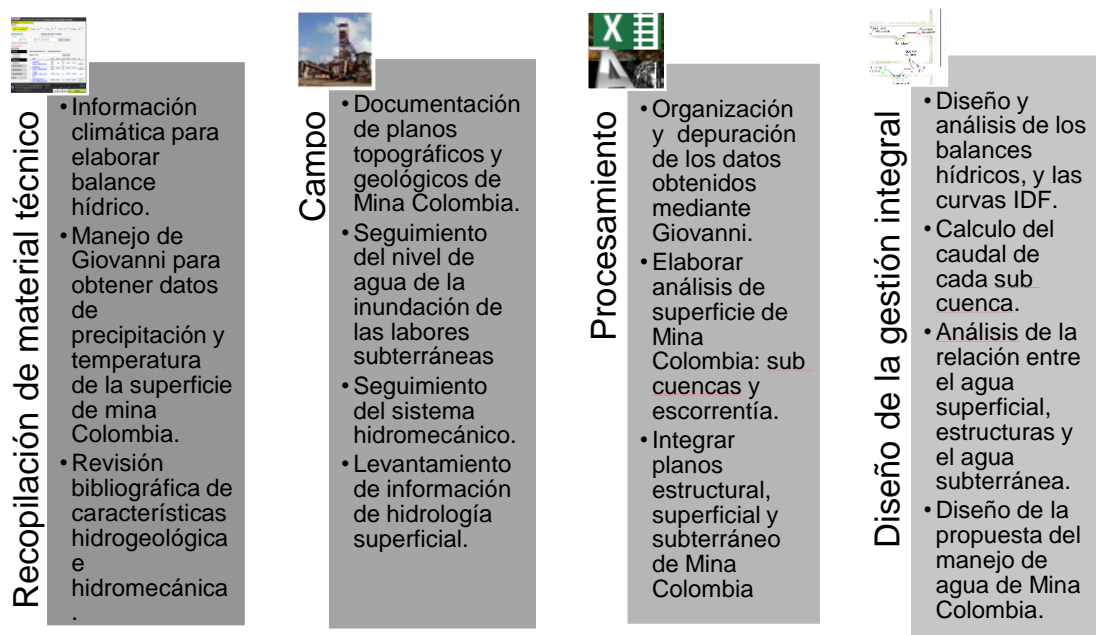 Recopilación de material técnico
• Información
climática para
elaborar
balance
hídrico.
• Manejo de
Giovanni para
obtener datos
de
precipitación y
temperatura
de la superficie
de mina
Colombia.
• Revisión
bibliográfica de
características
hidrogeológica
e
hidromecánica
.
Campo
• Documentación
de planos
topográficos y
geológicos de
Mina Colombia.
• Seguimiento
del nivel de
agua de la
inundación de
las labores
subterráneas
• Seguimiento
del sistema
hidromecánico.
• Levantamiento
de información
de hidrología
superficial.
Procesamiento
• Organización
y depuración
de los datos
obtenidos
mediante
Giovanni.
• Elaborar
análisis de
superficie de
Mina
Colombia: sub
cuencas y
escorrentía.
• Integrar
planos
estructural,
superficial y
subterráneo
de Mina
Colombia
Diseño de la gestión integral
• Diseño y
análisis de los
balances
hídricos, y las
curvas IDF.
• Calculo del
caudal de
cada sub
cuenca.
• Análisis de la
relación entre
el agua
superficial,
estructuras y
el agua
subterránea.
• Diseño de la
propuesta del
manejo de
agua de Mina
Colombia.